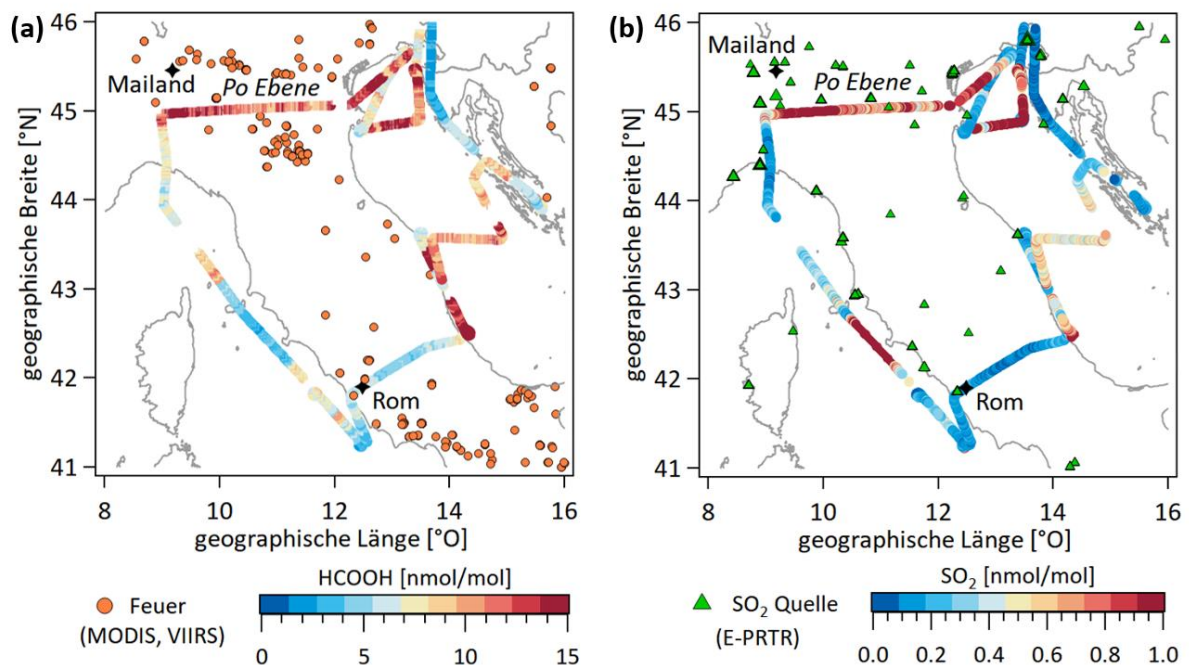 (a)
46
45
44
43
42
41
geographische Breite [°N]
Mailand
Po Ebene
Rom
8 10 12 14 16
geographische Länge [°O]
Feuer
(MODIS, VIIRS)
HCOOH [nmol/mol]
0 5 10 15
(b)
46
45
44
43
42
41
geographische Breite [°N]
Mailand
Po Ebene
Rom
8 10 12 14 16
geographische Länge [°O]
SO₂ Quelle
(E-PRTR)
SO₂ [nmol/mol]
0.0 0.2 0.4 0.6 0.8 1.0